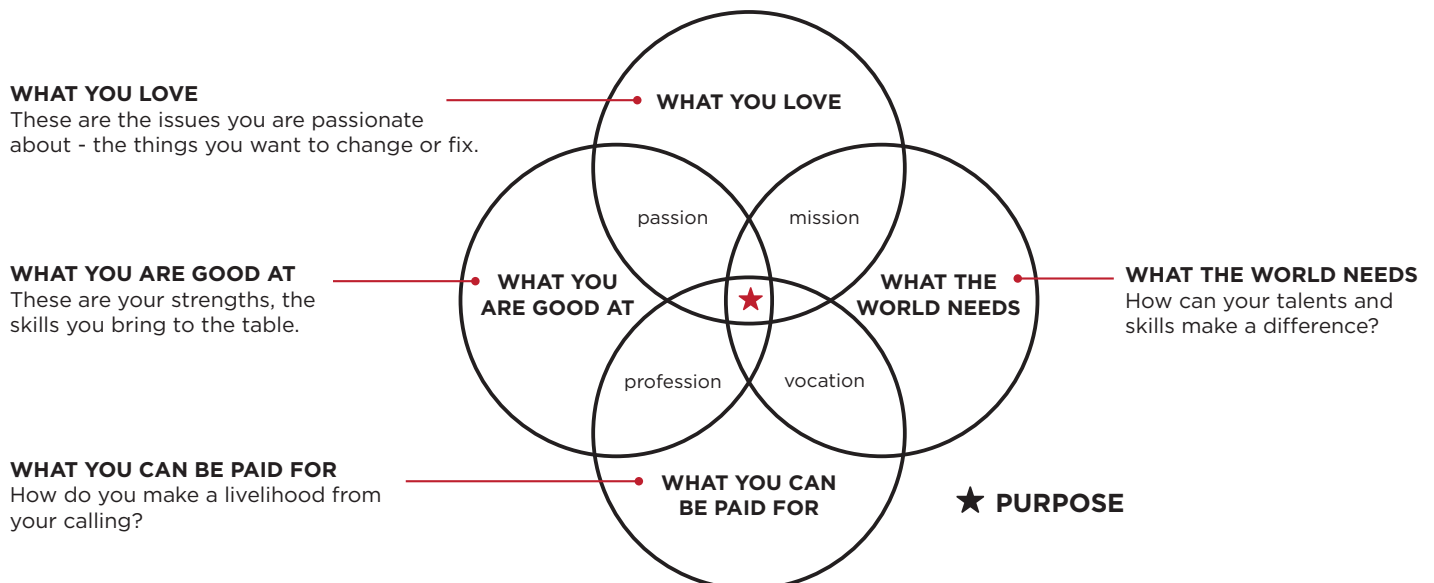 WHAT YOU LOVE
These are the issues you are passionate
about - the things you want to change or fix.
WHAT YOU LOVE
passion
mission
WHAT YOU ARE GOOD AT
These are your strengths, the
skills you bring to the table.
WHAT YOU
ARE GOOD AT
WHAT THE
WORLD NEEDS
WHAT THE WORLD NEEDS
How can your talents and
skills make a difference?
profession
vocation
WHAT YOU CAN BE PAID FOR
How do you make a livelihood from
your calling?
WHAT YOU CAN
BE PAID FOR
PURPOSE